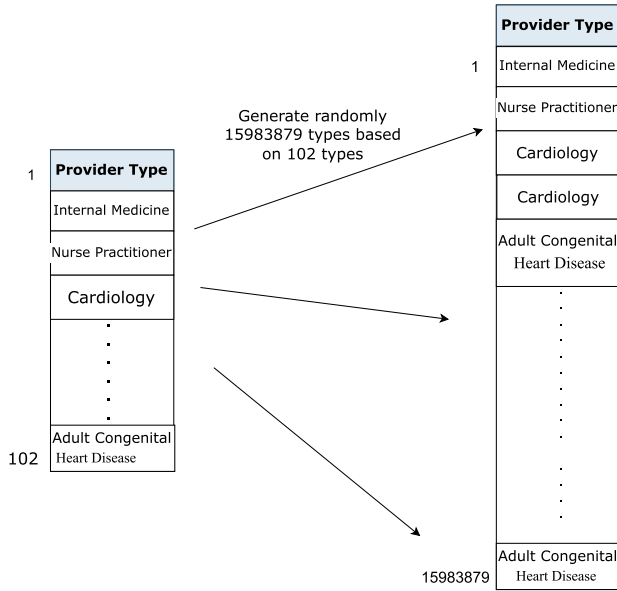 Provider Type
1
Internal Medicine
Nurse Practitioner
Cardiology
Adult Congenital
Heart Disease
102
Generate randomly
15983879 types based
on 102 types
Provider Type
1
Internal Medicine
Nurse Practitioner
Cardiology
Cardiology
Adult Congenital
Heart Disease
Adult Congenital
Heart Disease
15983879